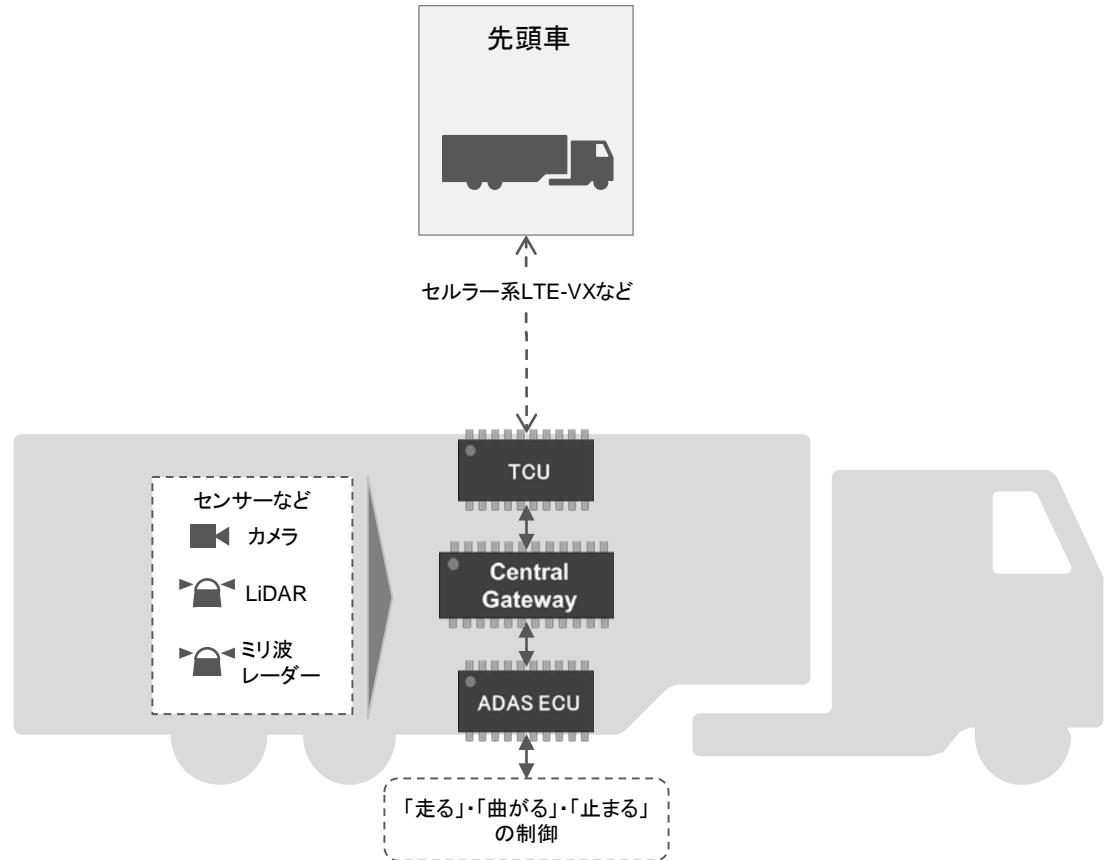 先頭車
セルラー系LTE-VXなど
TCU
センサーなど
カメラ
LiDAR
ミリ波
レーダー
Central
Gateway
ADAS ECU
「走る」・「曲がる」・「止まる」
の制御